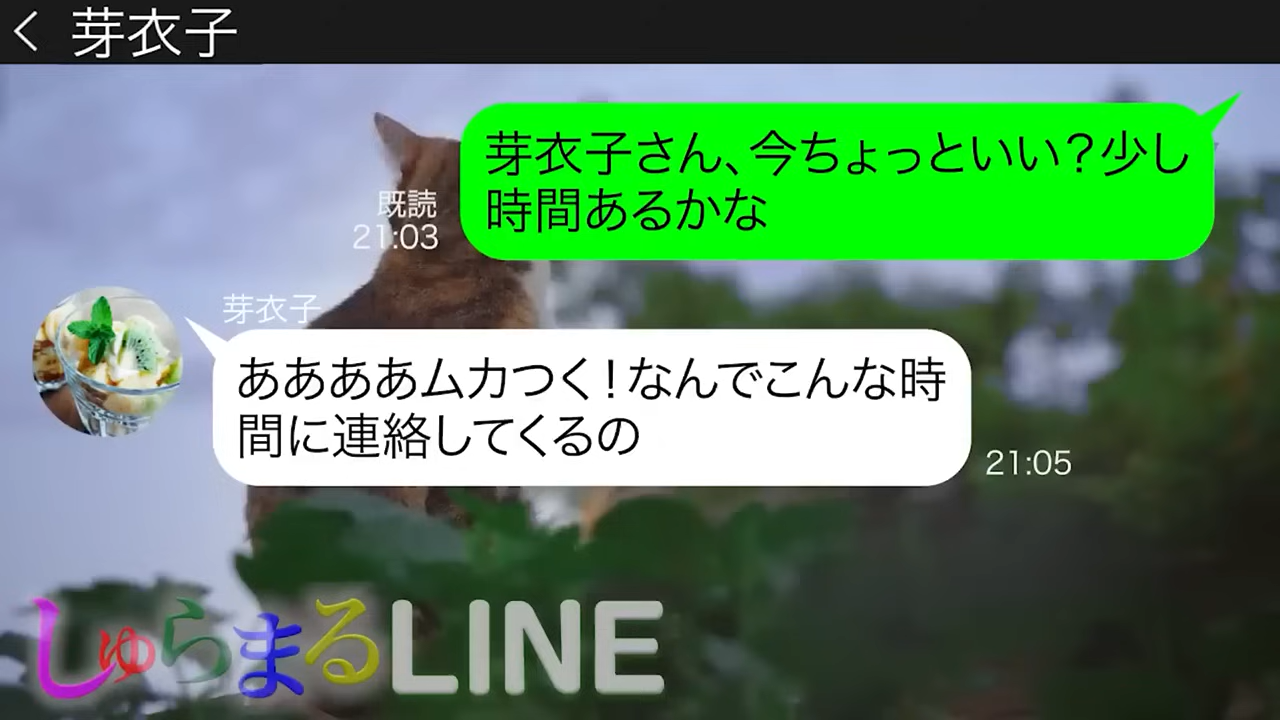 芽衣子
芽衣子さん、今ちょっといい？少し
時間あるかな
既読
21:03
芽衣子
ああああムカつく！なんでこんな時
間に連絡してくるの
21:05
しゅらまるLINE